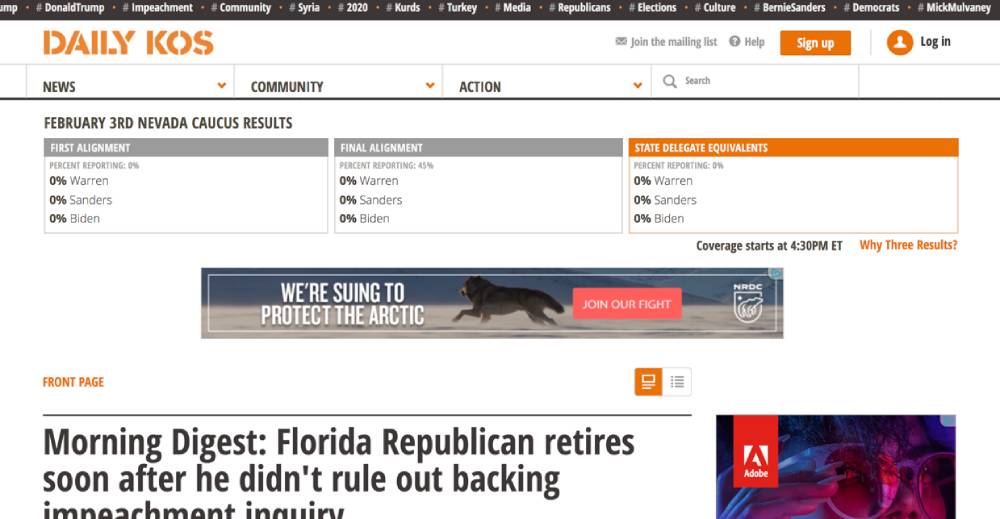 ump • # DonaldTrump • # Impeachment • # Community • # Syria • # 2020 • # Kurds • # Turkey • # Media • # Republicans • # Elections • # Culture • # BernieSanders • # Democrats • # MickMulvaney
DAILY KOS
Join the mailing list Help Sign up Log in
NEWS COMMUNITY ACTION Search
FEBRUARY 3RD NEVADA CAUCUS RESULTS
FIRST ALIGNMENT
PERCENT REPORTING: 0%
0% Warren
0% Sanders
0% Biden
FINAL ALIGNMENT
PERCENT REPORTING: 45%
0% Warren
0% Sanders
0% Biden
STATE DELEGATE EQUIVALENTS
PERCENT REPORTING: 0%
0% Warren
0% Sanders
0% Biden
Coverage starts at 4:30PM ET Why Three Results?
WE'RE SUING TO
PROTECT THE ARCTIC
JOIN OUR FIGHT
NRDC
FRONT PAGE
Morning Digest: Florida Republican retires
soon after he didn't rule out backing
impeachment inquiry
Adobe